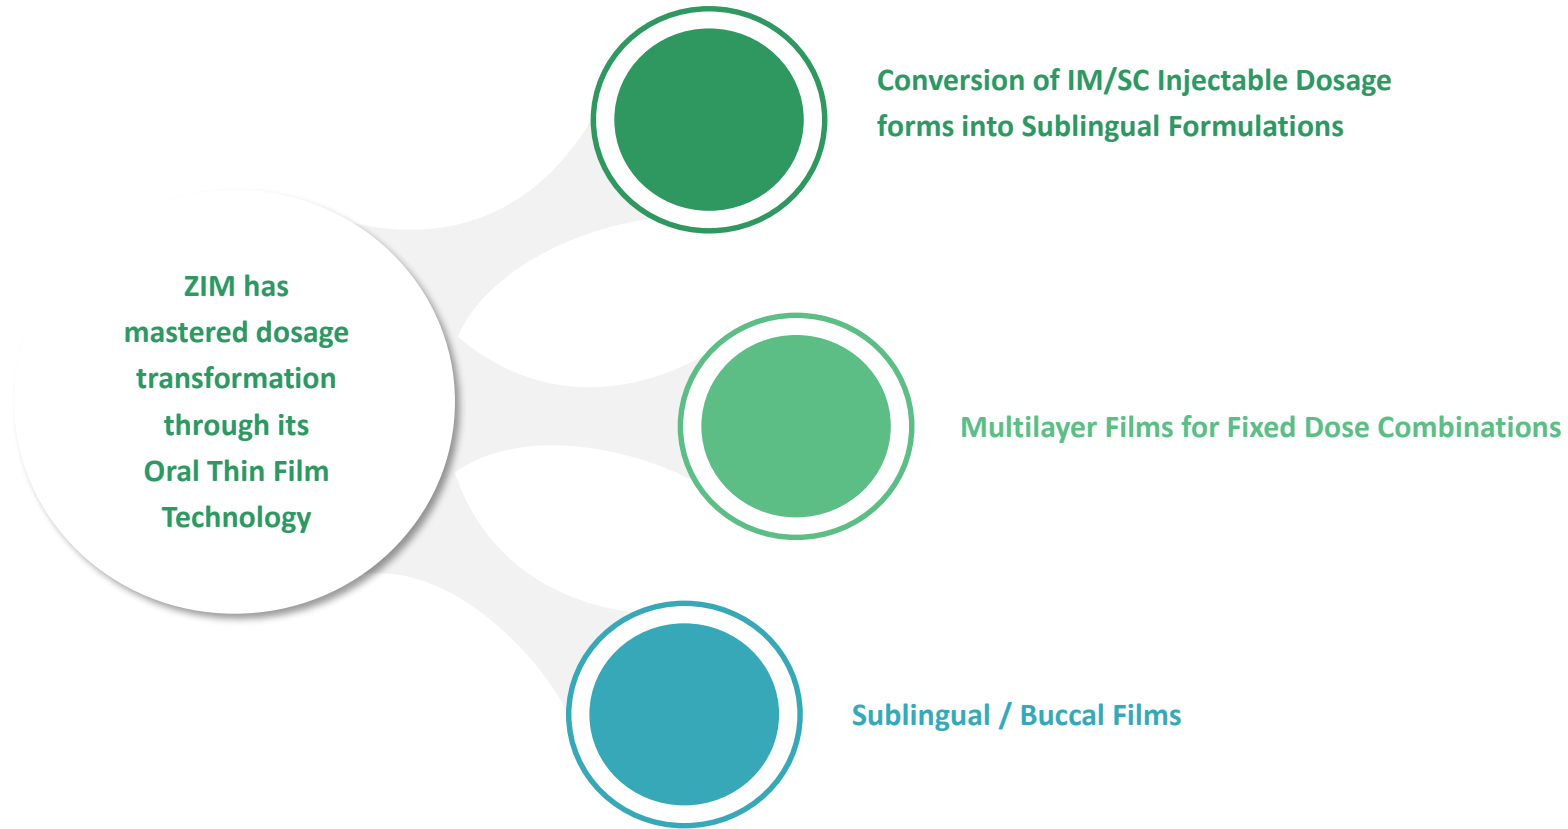 ZIM has
mastered dosage
transformation
through its
Oral Thin Film
Technology
Conversion of IM/SC Injectable Dosage
forms into Sublingual Formulations
Multilayer Films for Fixed Dose Combinations
Sublingual / Buccal Films